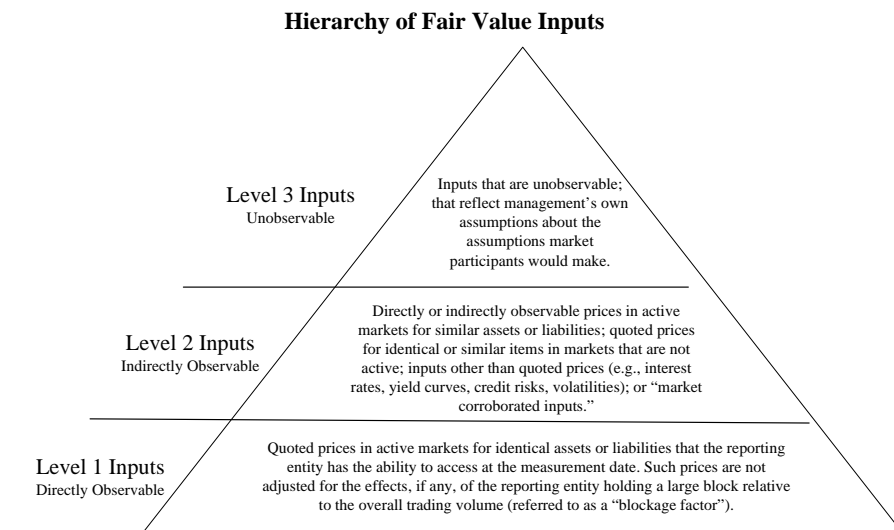 Hierarchy of Fair Value Inputs
Level 3 Inputs
Unobservable
Inputs that are unobservable;
that reflect management’s own
assumptions about the
assumptions market
participants would make.
Level 2 Inputs
Indirectly Observable
Directly or indirectly observable prices in active
markets for similar assets or liabilities; quoted prices
for identical or similar items in markets that are not
active; inputs other than quoted prices (e.g., interest
rates, yield curves, credit risks, volatilities); or “market
corroborated inputs.”
Level 1 Inputs
Directly Observable
Quoted prices in active markets for identical assets or liabilities that the reporting
entity has the ability to access at the measurement date. Such prices are not
adjusted for the effects, if any, of the reporting entity holding a large block relative
to the overall trading volume (referred to as a “blockage factor”).